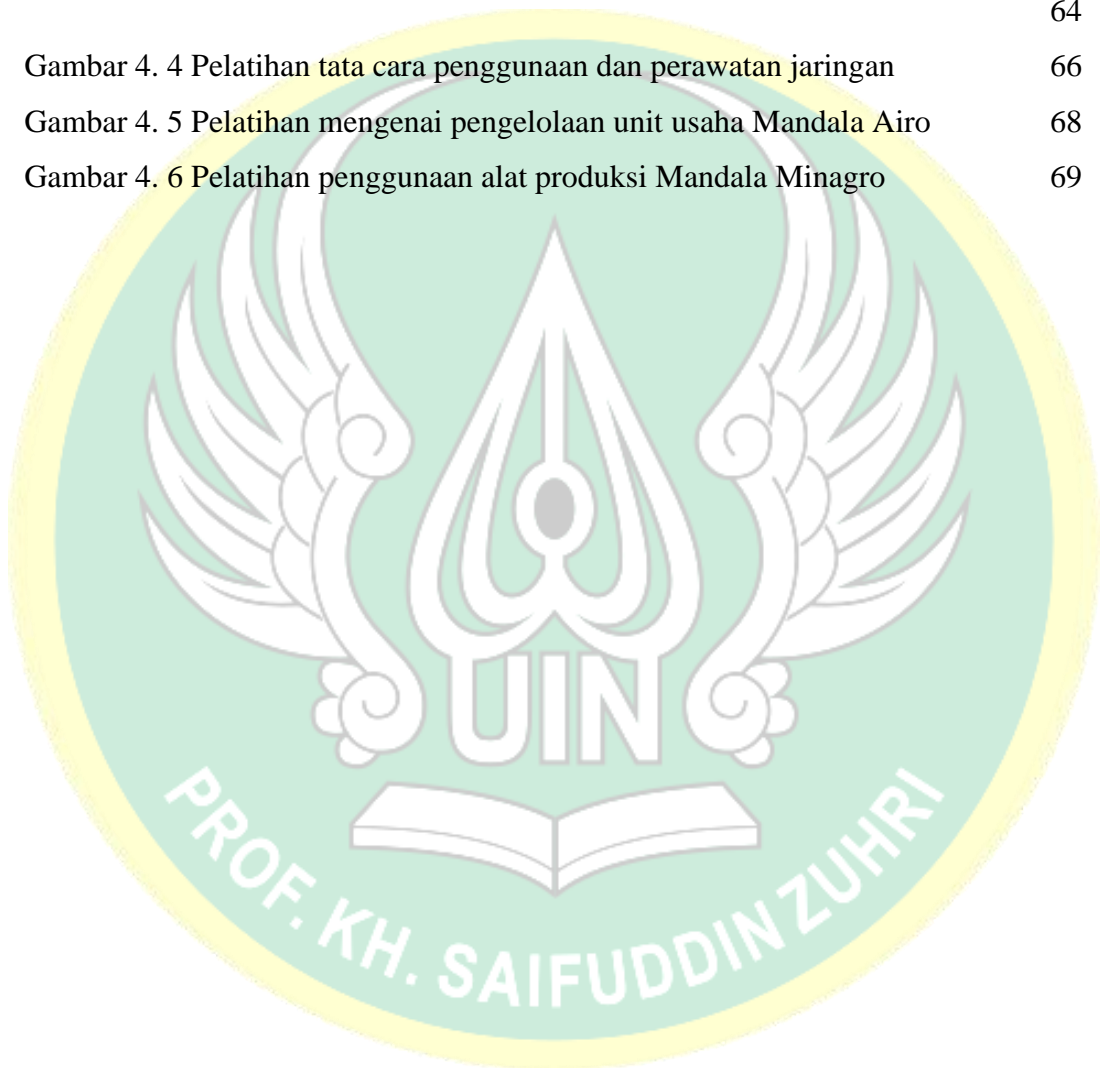 64
Gambar 4. 4 Pelatihan tata cara penggunaan dan perawatan jaringan 66
Gambar 4. 5 Pelatihan mengenai pengelolaan unit usaha Mandala Airo 68
Gambar 4. 6 Pelatihan penggunaan alat produksi Mandala Minagro 69
UIN
PROF. KH. SAIFUDDIN ZUHRI